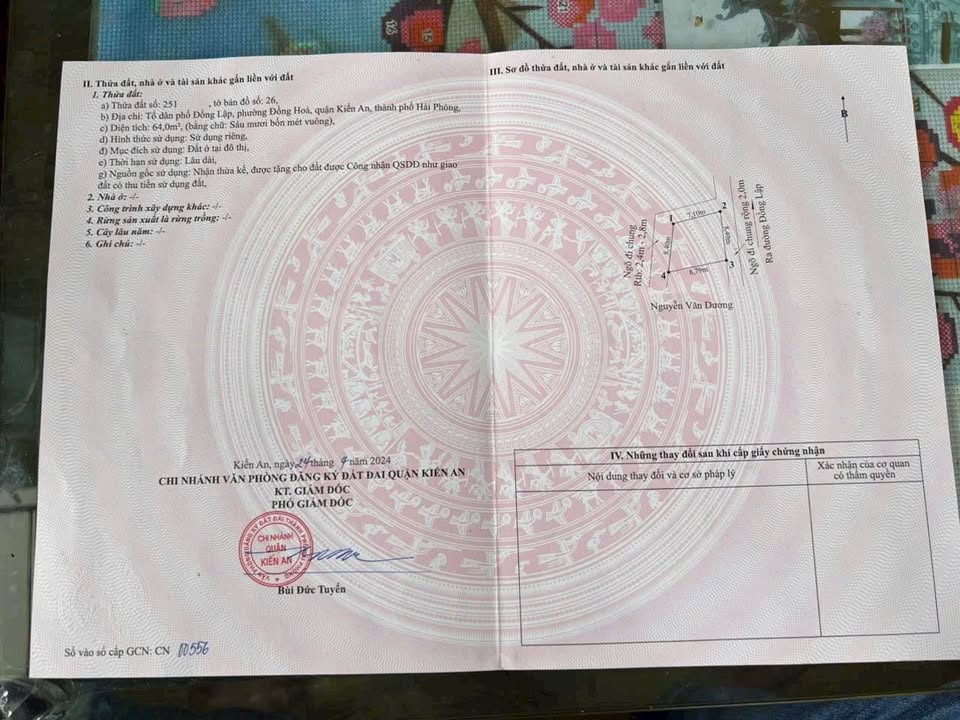 II. Thửa đất, nhà ở và tài sản khác gắn liền với đất
1. Thửa đất:
a) Thửa đất số: 251 , tờ bản đồ số: 26,
b) Địa chỉ: Tổ dân phố Đồng Lập, phường Đồng Hoà, quận Kiến An, thành phố Hải Phòng,
c) Diện tích: 64,0m², (bằng chữ: Sáu mươi bốn mét vuông),
d) Hình thức sử dụng: Sử dụng riêng,
đ) Mục đích sử dụng: Đất ở tại đô thị,
e) Thời hạn sử dụng: Lâu dài,
g) Nguồn gốc sử dụng: Nhận thừa kế, được tặng cho đất được Công nhận QSDĐ như giao
đất có thu tiền sử dụng đất,
2. Nhà ở: -/-
3. Công trình xây dựng khác: -/-
4. Rừng sản xuất là rừng trồng: -/-
5. Cây lâu năm: -/-
6. Ghi chú: -/-
Kiến An, ngày 24 tháng 9 năm 2024
CHI NHÁNH VĂN PHÒNG ĐĂNG KÝ ĐẤT ĐAI QUẬN KIẾN AN
KT. GIÁM ĐỐC
PHÓ GIÁM ĐỐC
CHI NHÁNH
QUẬN
KIẾN AN
Bùi Đức Tuyển
Số vào sổ cấp GCN: CN 00556
III. Sơ đồ thửa đất, nhà ở và tài sản khác gắn liền với đất
B
1
2
3
4
7,10m
8,79m
Ngõ đi chung
Rth: 2,4m - 2,8m
Ngõ đi chung rộng 2,0m
Ra đường Đồng Lập
Nguyễn Văn Dương
IV. Những thay đổi sau khi cấp giấy chứng nhận
Nội dung thay đổi và cơ sở pháp lý
Xác nhận của cơ quan
có thẩm quyền